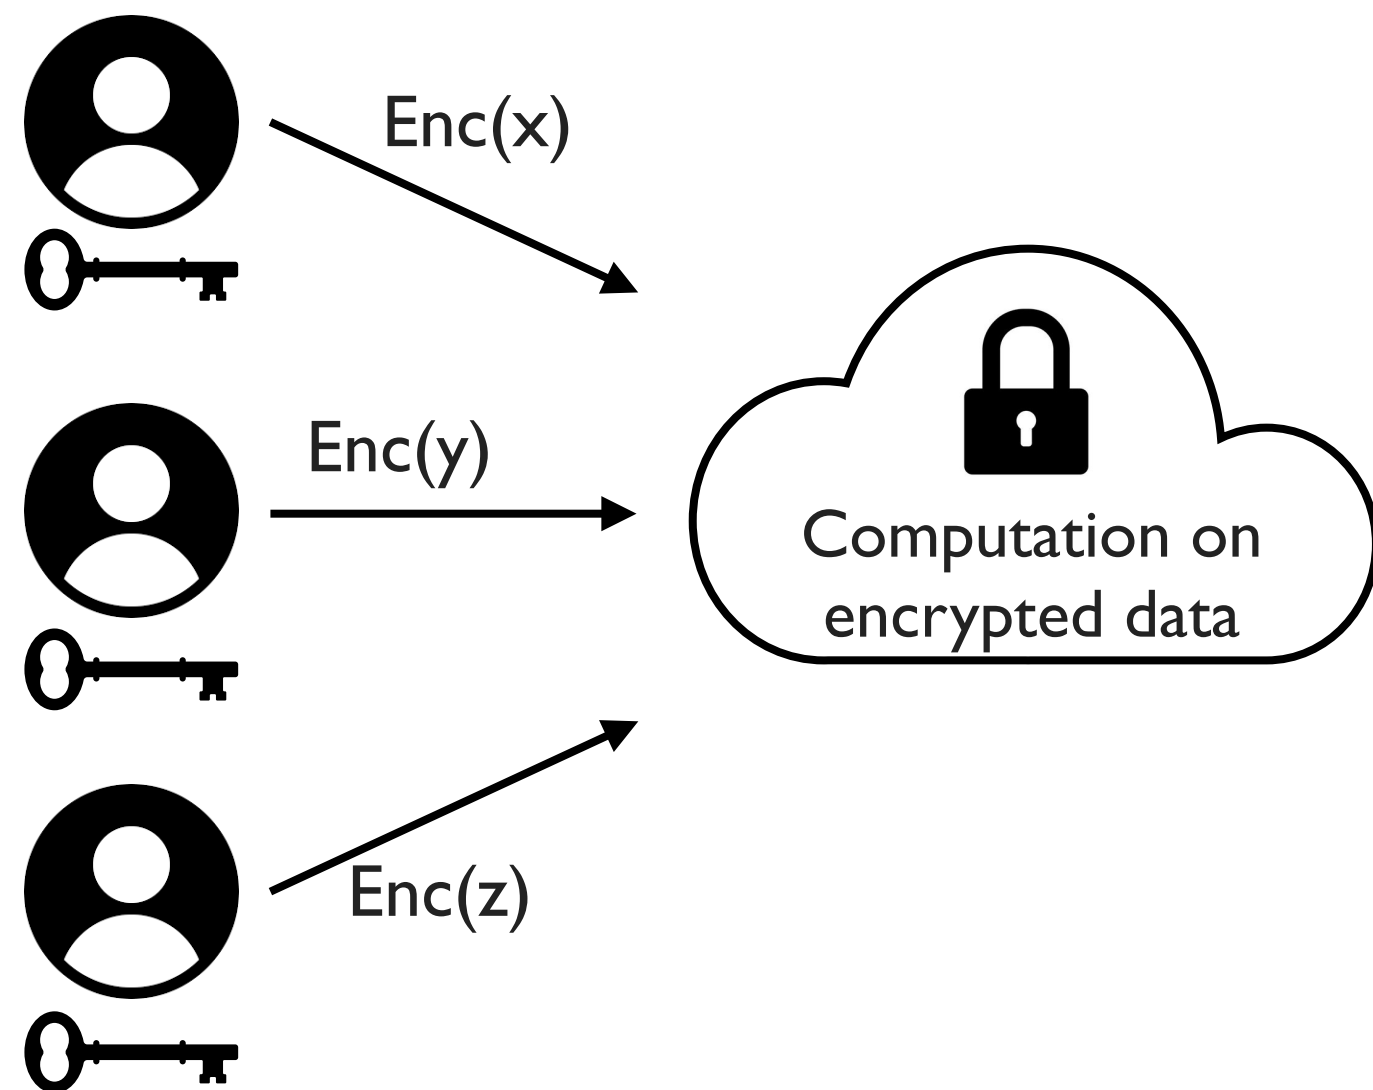 Enc(x)
Enc(y)
Computation on
encrypted data
Enc(z)